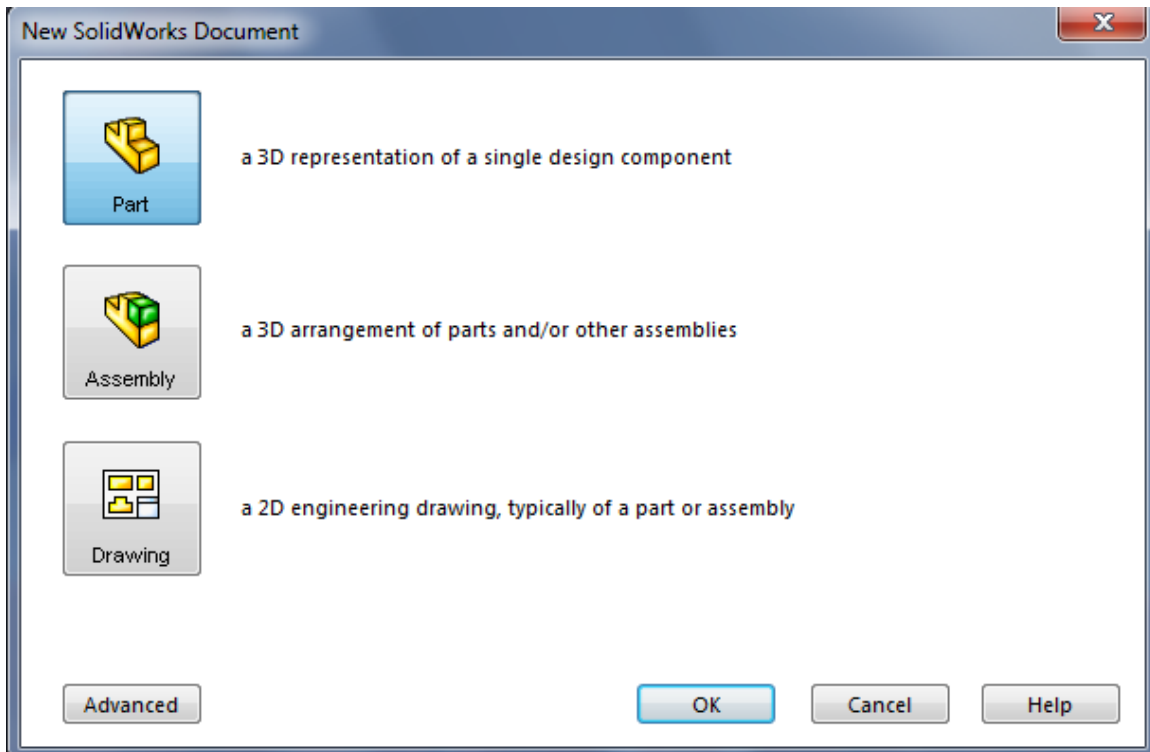 New SolidWorks Document
Part
a 3D representation of a single design component
Assembly
a 3D arrangement of parts and/or other assemblies
Drawing
a 2D engineering drawing, typically of a part or assembly
Advanced
OK
Cancel
Help